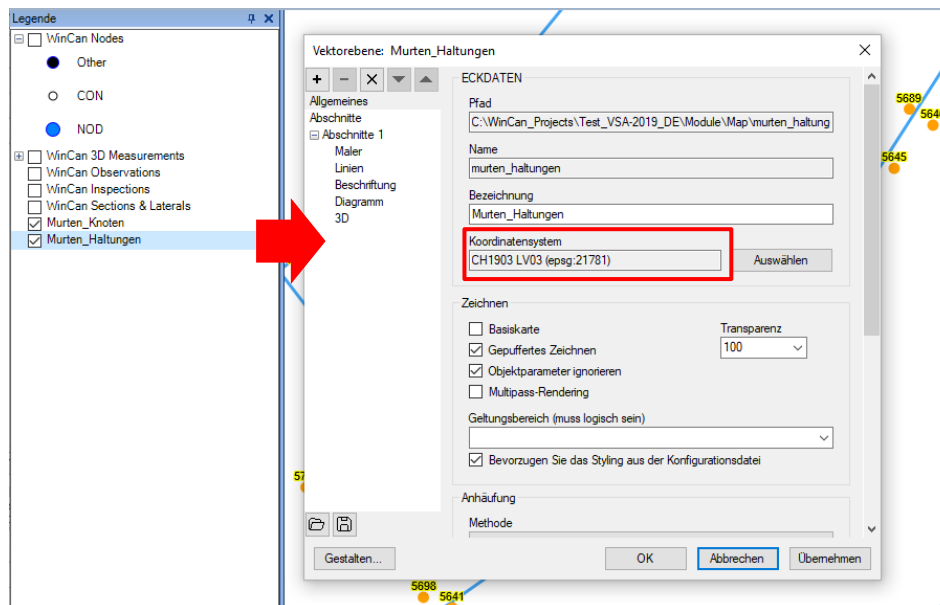 Legende
WinCan Nodes
Other
CON
NOD
WinCan 3D Measurements
WinCan Observations
WinCan Inspections
WinCan Sections & Laterals
Murten_Knoten
Murten_Haltungen
Vektorebene: Murten_Haltungen
Allgemeines
Abschnitte
Abschnitte 1
Maler
Linien
Beschriftung
Diagramm
3D
ECKDATEN
Pfad
C:\WinCan_Projects\Test_VSA-2019_DE\Module\Map\murten_haltung
Name
murten_haltungen
Bezeichnung
Murten_Haltungen
Koordinatensystem
CH1903 LV03 (epsg:21781)
Auswählen
Zeichnen
Basiskarte
Transparenz
Gepuffertes Zeichnen
100
Objektparameter ignorieren
Multipass-Rendering
Geltungsbereich (muss logisch sein)
Bevorzugen Sie das Styling aus der Konfigurationsdatei
Anhäufung
Methode
Gestalten...
OK
Abbrechen
Übernehmen
5689
564
5645
57
5698
5641